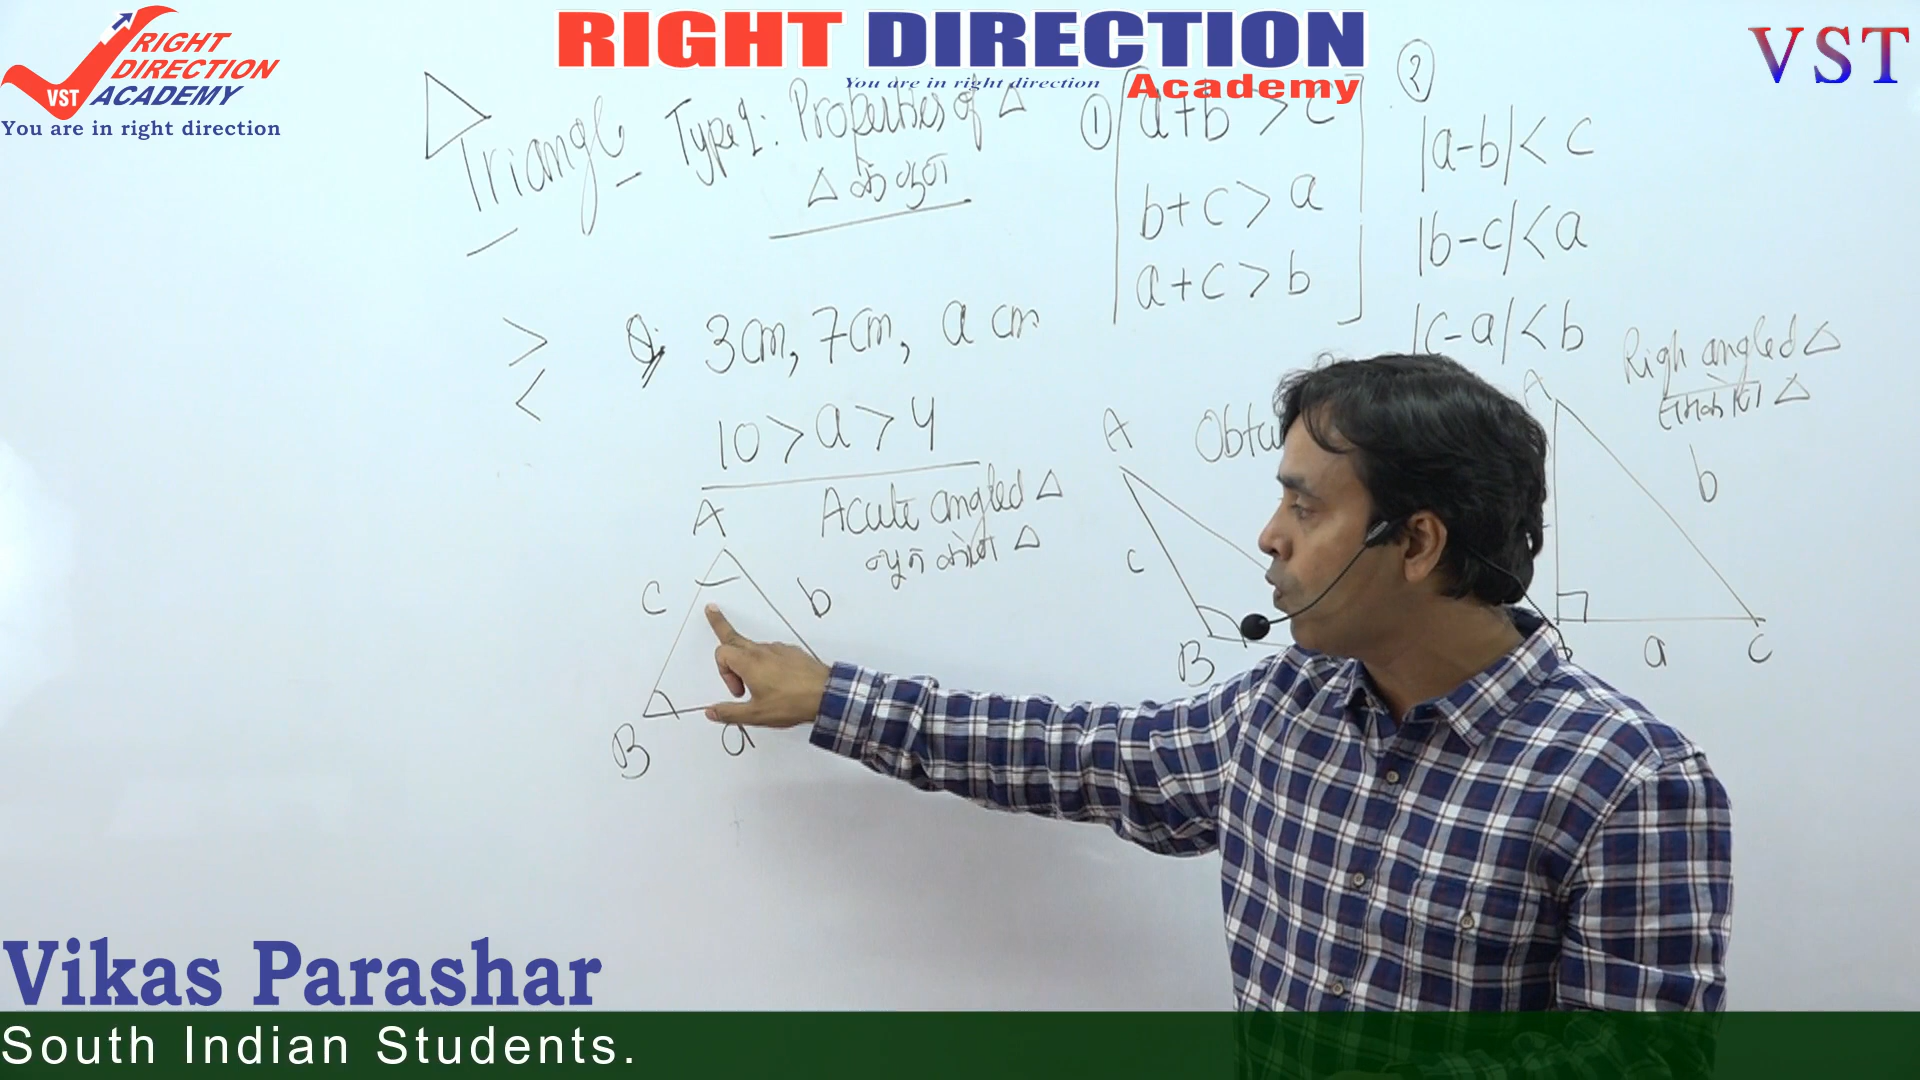 RIGHT DIRECTION ACADEMY
VST
You are in right direction
RIGHT DIRECTION
You are in right direction Academy
VST
Triangle Type 1: Properties of Δ
Δ के गुण
① a+b > c
b+c > a
a+c > b
②
|a-b| < c
|b-c| < a
|c-a| < b
>
<
Q. 3cm, 7cm, a cm
10 > a > 4
Acute angled Δ
न्यून कोण Δ
A
c
b
B
a
A
c
B
Righ angled Δ
समकोण Δ
A
b
a
C
Vikas Parashar
South Indian Students.